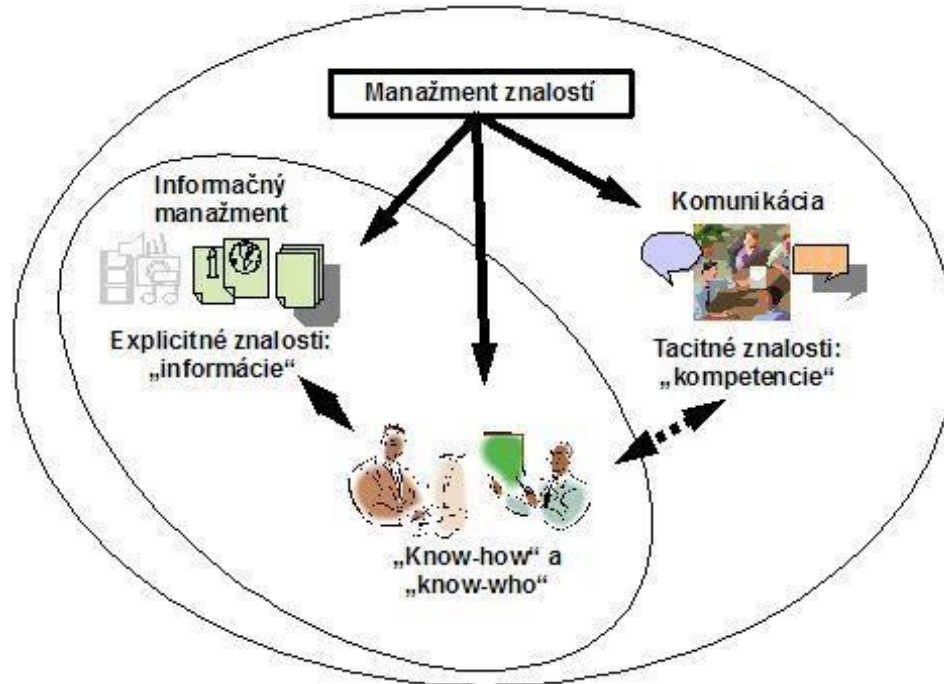 Manažment znalostí
Informačný
manažment
Explicitné znalosti:
„informácie“
Komunikácia
Tacitné znalosti:
„kompetencie“
„Know-how“ a
„know-who“